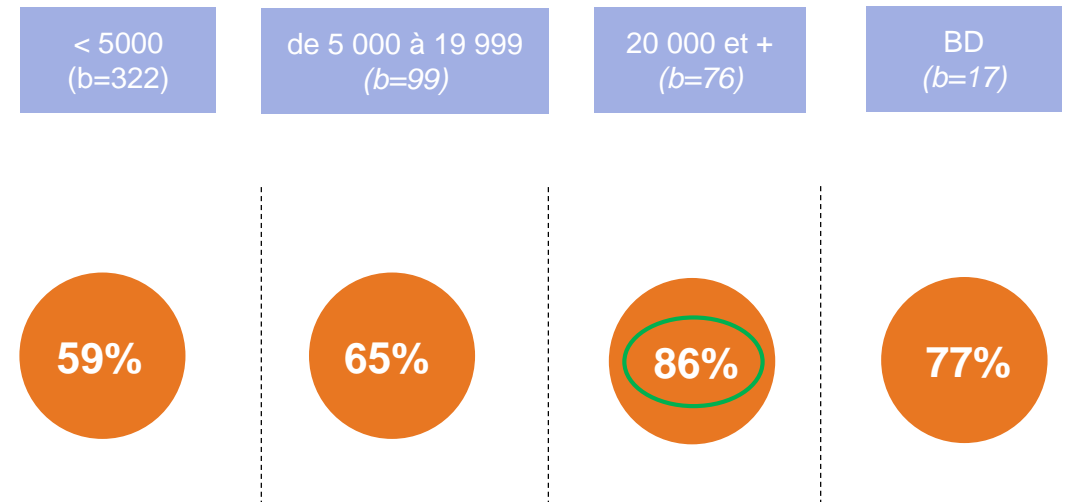 < 5000
(b=322)
de 5 000 à 19 999
(b=99)
20 000 et +
(b=76)
BD
(b=17)
59%
65%
86%
77%